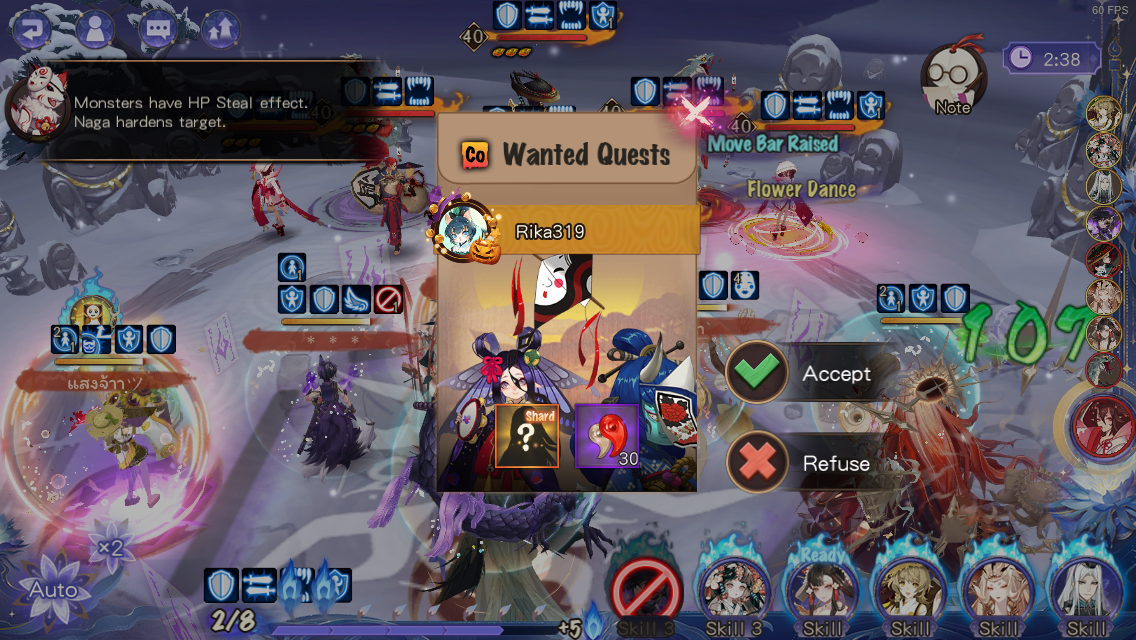 60 FPS
40
2:38
Note
Monsters have HP Steal effect.
Naga hardens target.
40
40
Move Bar Raised
Co Wanted Quests
Flower Dance
Rika319
107
* * *
แสงจ้าาツ
Accept
Shard
?
30
Refuse
×2
Auto
Ready
2/8
+5
Skill 3
Skill 3
Skill
Skill
Skill
Skill